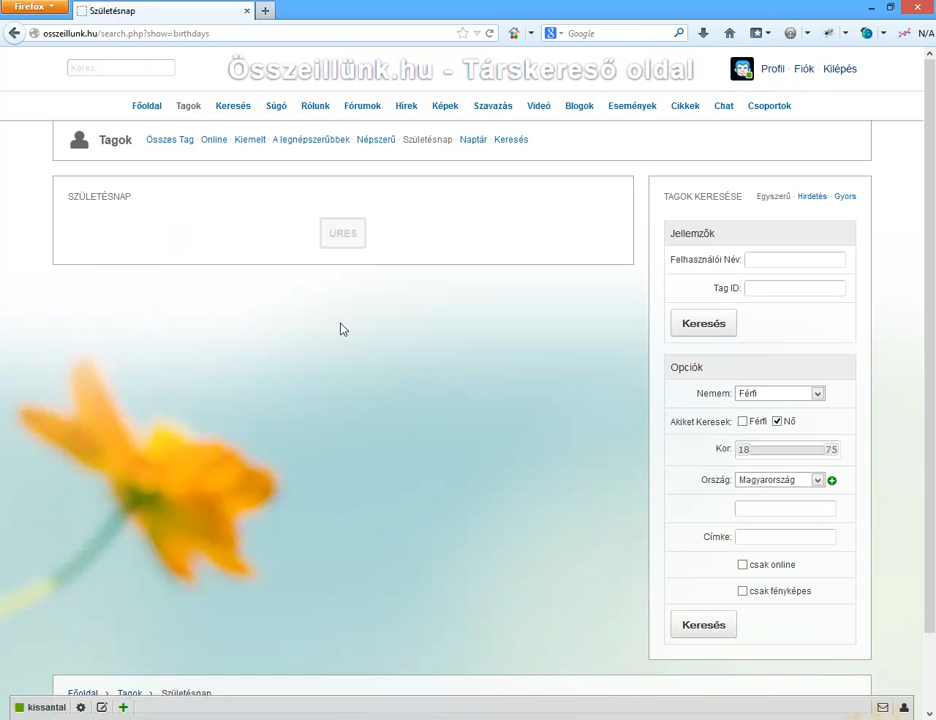 Firefox
Születésnap
osszeillunk.hu/search.php?show=birthdays
Google
N/A
Keres...
Összeillünk.hu - Társkereső oldal
Profil · Fiók · Kilépés
Főoldal Tagok Keresés Súgó Rólunk Fórumok Hirek Képek Szavazás Videó Blogok Események Cikkek Chat Csoportok
Tagok Összes Tag · Online · Kiemelt · A legnépszerűbbek · Népszerű · Születésnap · Naptár · Keresés
SZÜLETÉSNAP
ÜRES
TAGOK KERESÉSE Egyszerű · Hirdetés · Gyors
Jellemzők
Felhasználói Név:
Tag ID:
Keresés
Opciók
Nemem: Férfi
Akiket Keresek: Férfi Nő
Kor: 18 75
Ország: Magyarország
Címke:
csak online
csak fényképes
Keresés
Főoldal › Tagok › Születésnap
kissantal